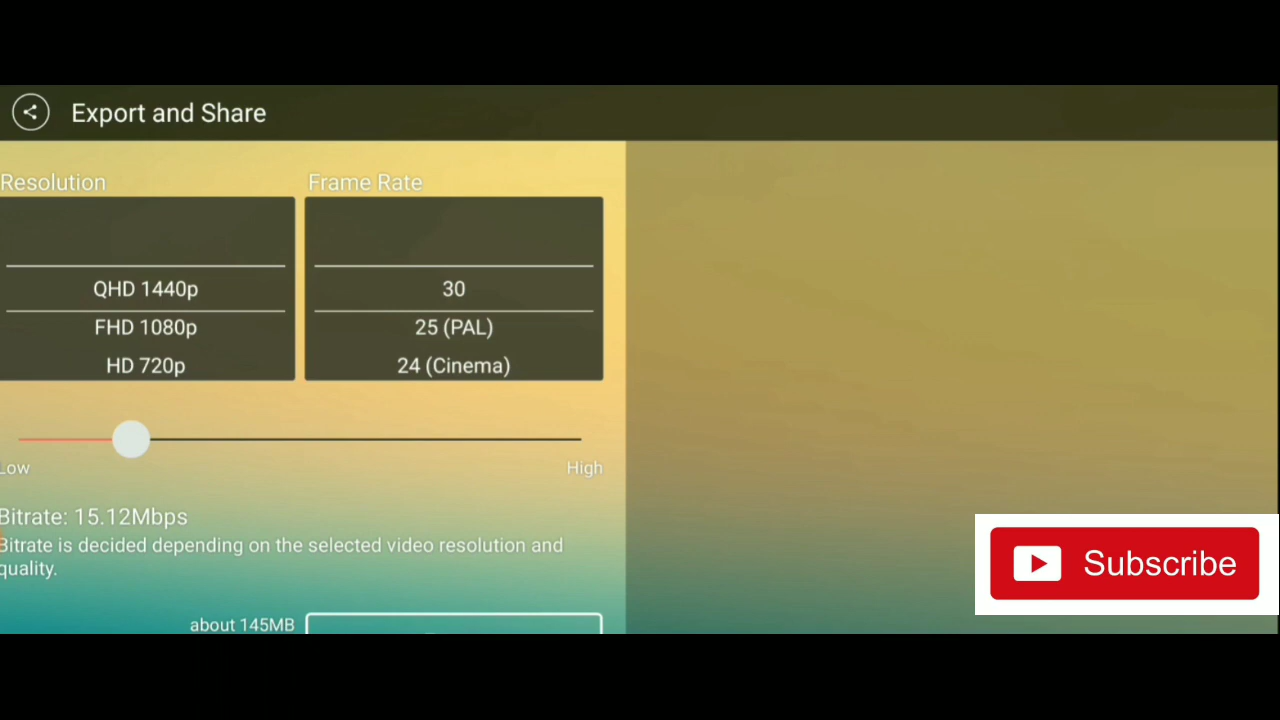 Export and Share
Resolution
Frame Rate
QHD 1440p
30
FHD 1080p
25 (PAL)
HD 720p
24 (Cinema)
Low
High
Bitrate: 15.12Mbps
Bitrate is decided depending on the selected video resolution and
quality.
about 145MB
Subscribe